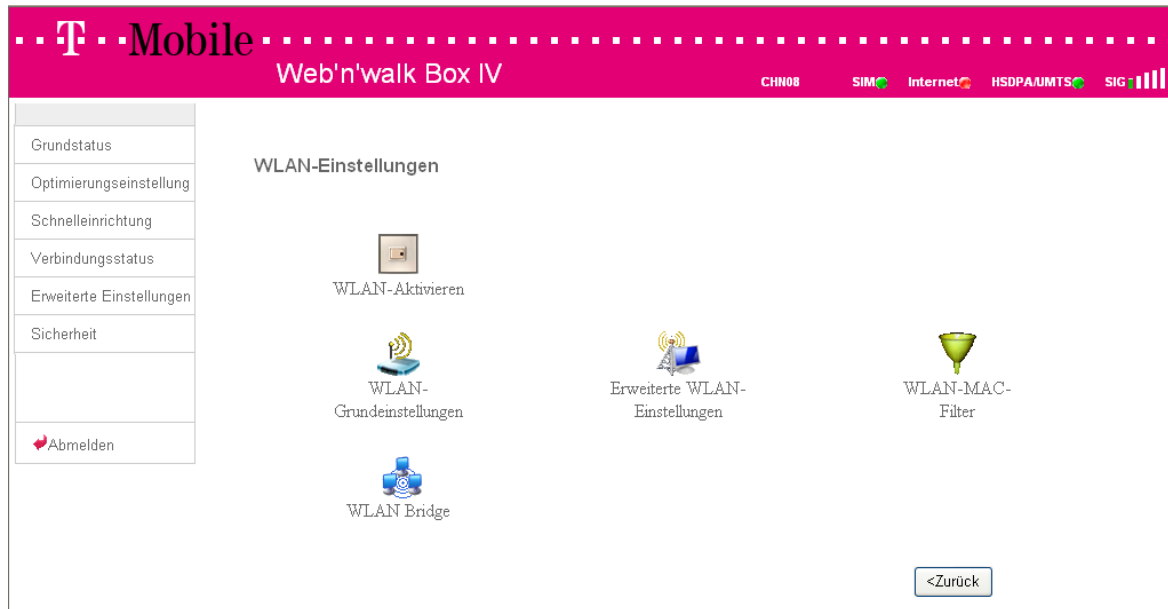 T Mobile
Web'n'walk Box IV
CHN08 SIM Internet HSDPA/UMTS SIG
Grundstatus
Optimierungseinstellung
Schnelleinrichtung
Verbindungsstatus
Erweiterte Einstellungen
Sicherheit
Abmelden
WLAN-Einstellungen
WLAN-Aktivieren
WLAN-
Grundeinstellungen
Erweiterte WLAN-
Einstellungen
WLAN-MAC-
Filter
WLAN Bridge
<Zurück